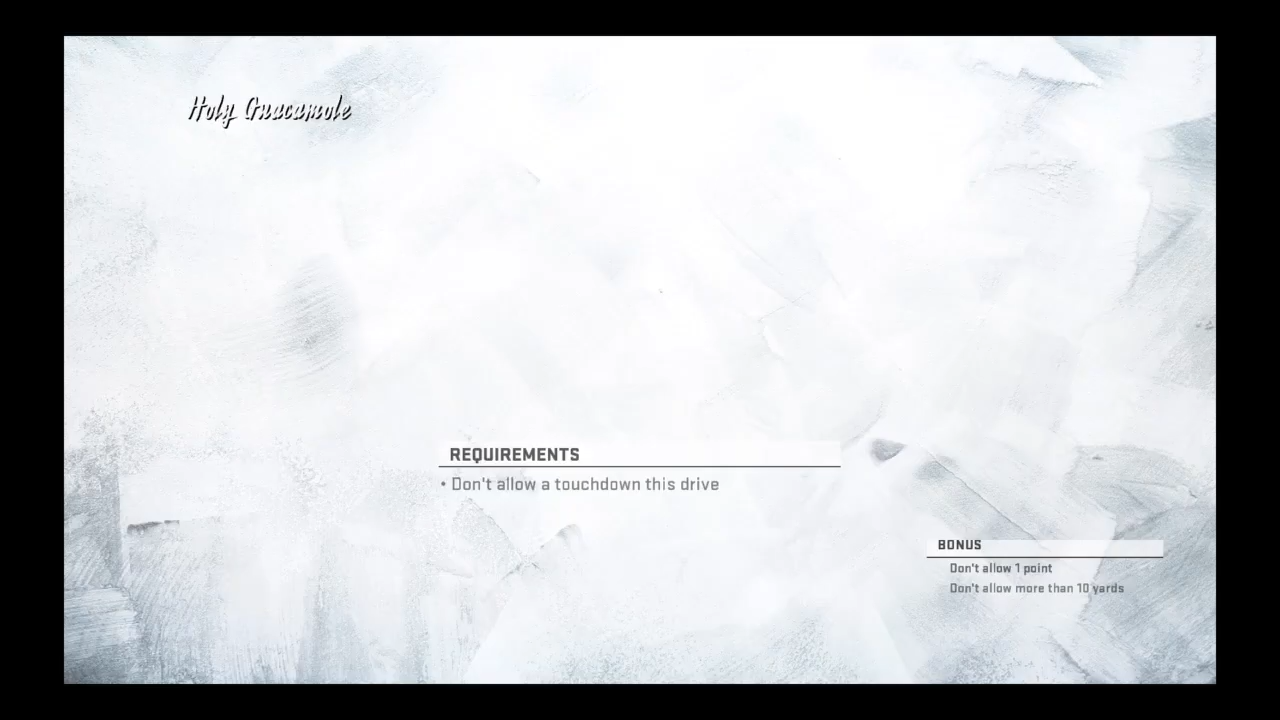 Holy Guacamole
REQUIREMENTS
• Don't allow a touchdown this drive
BONUS
Don't allow 1 point
Don't allow more than 10 yards